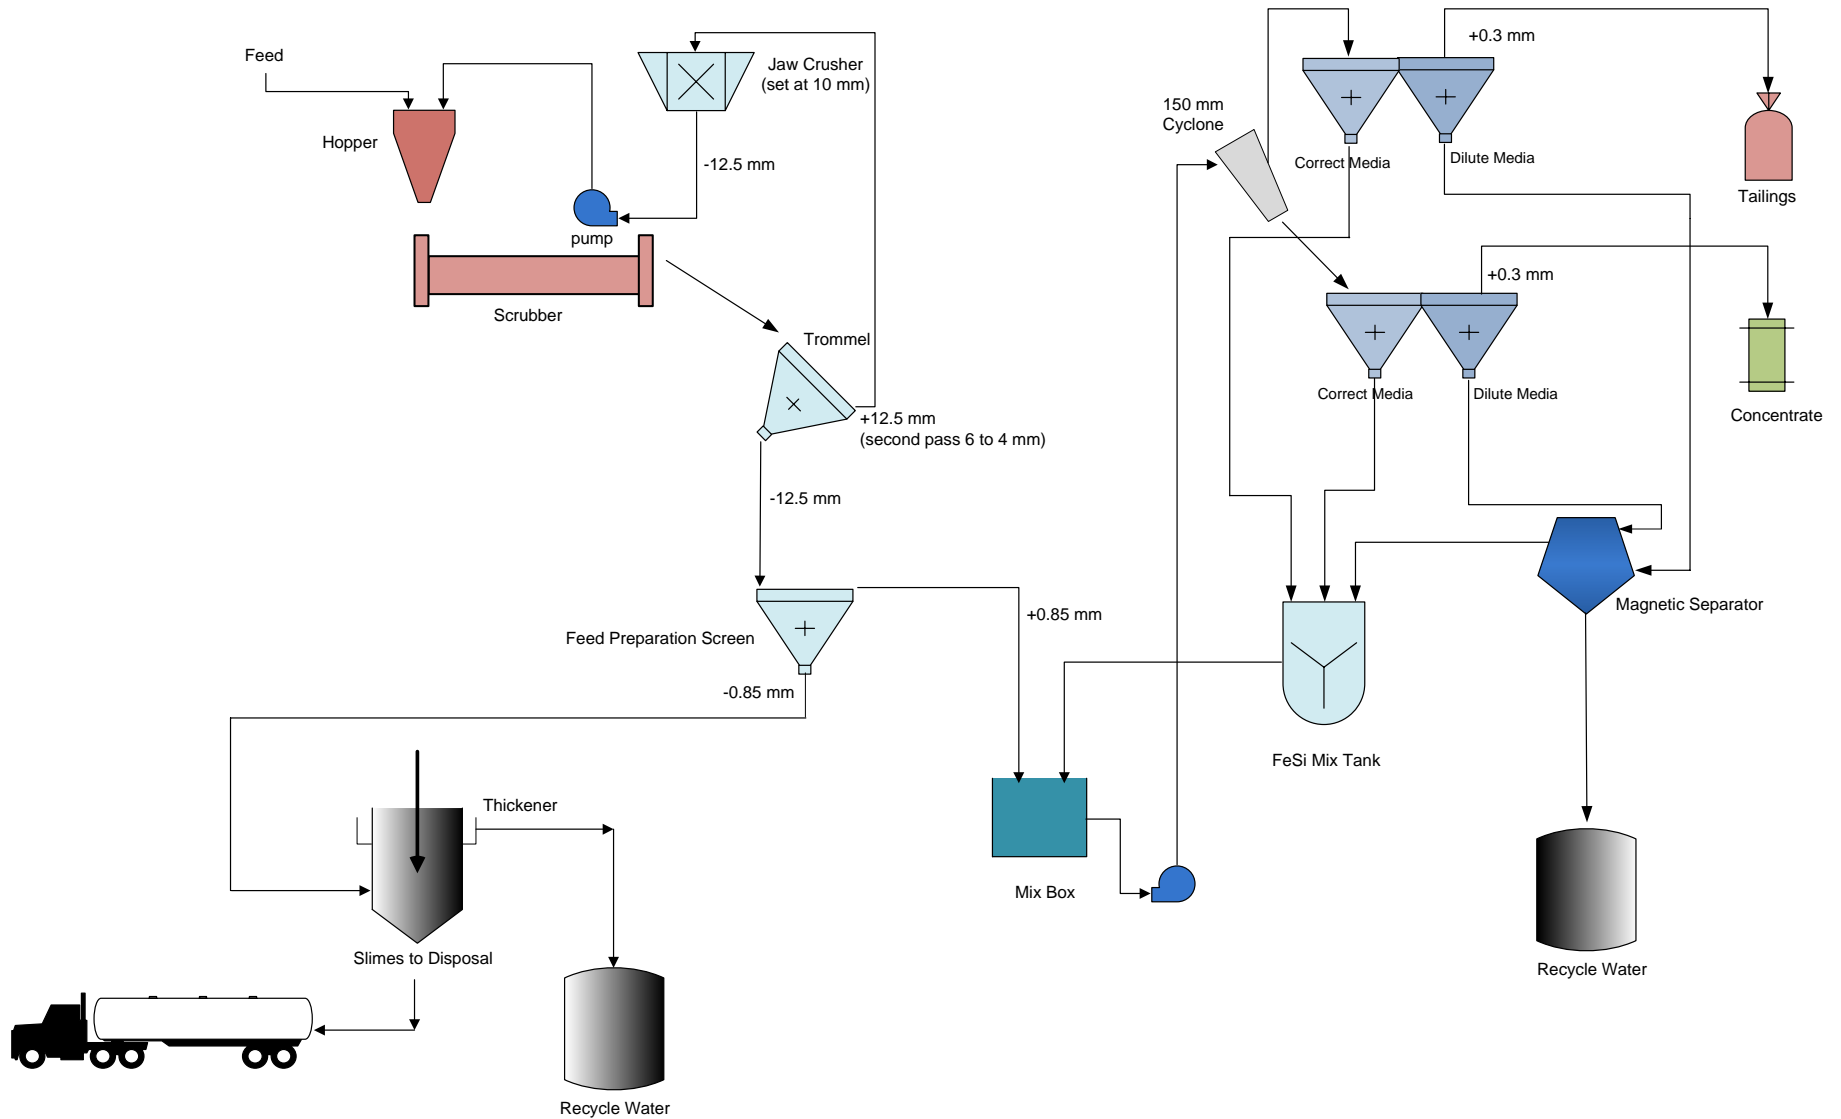 Feed
Jaw Crusher
(set at 10 mm)
Hopper
-12.5 mm
pump
Scrubber
Trommel
+12.5 mm
(second pass 6 to 4 mm)
-12.5 mm
Feed Preparation Screen
+0.85 mm
-0.85 mm
Thickener
Slimes to Disposal
Recycle Water
Mix Box
150 mm
Cyclone
+0.3 mm
Correct Media
Dilute Media
Tailings
+0.3 mm
Correct Media
Dilute Media
Concentrate
Magnetic Separator
FeSi Mix Tank
Recycle Water